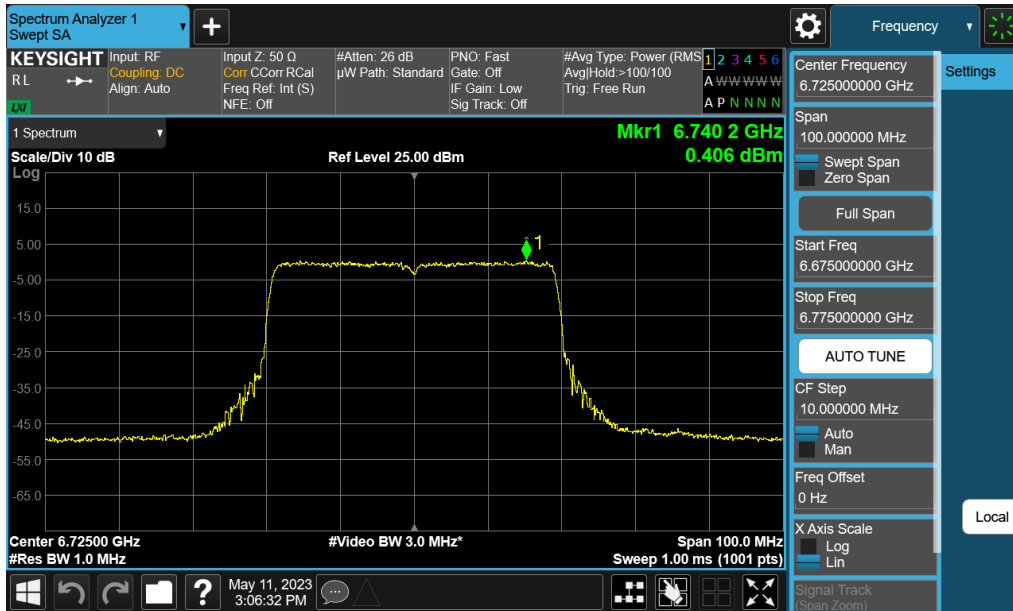 Spectrum Analyzer 1
Swept SA
+
Frequency
KEYSIGHT
R L
LXI
Input: RF
Coupling: DC
Align: Auto
Input Z: 50 Ω
Corr CCorr RCal
Freq Ref: Int (S)
NFE: Off
#Atten: 26 dB
µW Path: Standard
PNO: Fast
Gate: Off
IF Gain: Low
Sig Track: Off
#Avg Type: Power (RMS
Avg|Hold:>100/100
Trig: Free Run
1 2 3 4 5 6
A W W W W W
A P N N N N
1 Spectrum
Mkr1 6.740 2 GHz
0.406 dBm
Scale/Div 10 dB
Ref Level 25.00 dBm
Log
15.0
5.00
-5.00
-15.0
-25.0
-35.0
-45.0
-55.0
-65.0
1
Center 6.72500 GHz
#Video BW 3.0 MHz*
Span 100.0 MHz
#Res BW 1.0 MHz
Sweep 1.00 ms (1001 pts)
?
May 11, 2023
3:06:32 PM
Center Frequency
6.725000000 GHz
Span
100.000000 MHz
Swept Span
Zero Span
Full Span
Start Freq
6.675000000 GHz
Stop Freq
6.775000000 GHz
AUTO TUNE
CF Step
10.000000 MHz
Auto
Man
Freq Offset
0 Hz
X Axis Scale
Log
Lin
Signal Track
(Span Zoom)
Settings
Local